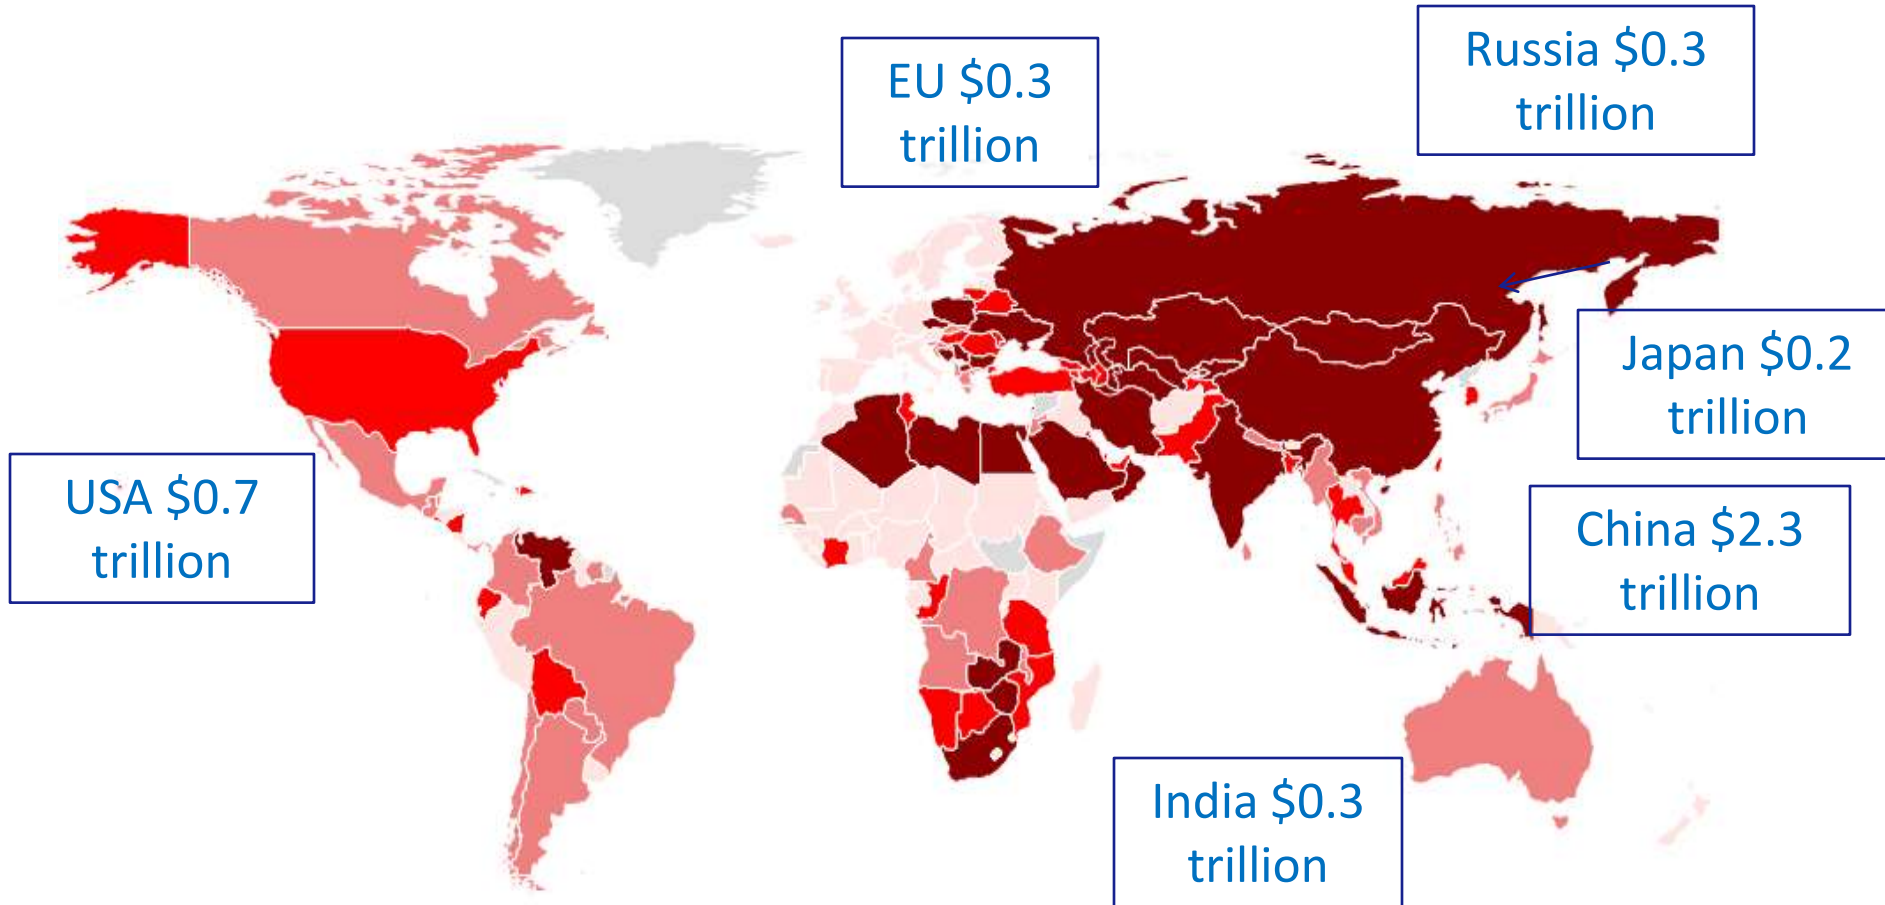 Russia $0.3
trillion
EU $0.3
trillion
Japan $0.2
trillion
USA $0.7
trillion
China $2.3
trillion
India $0.3
trillion